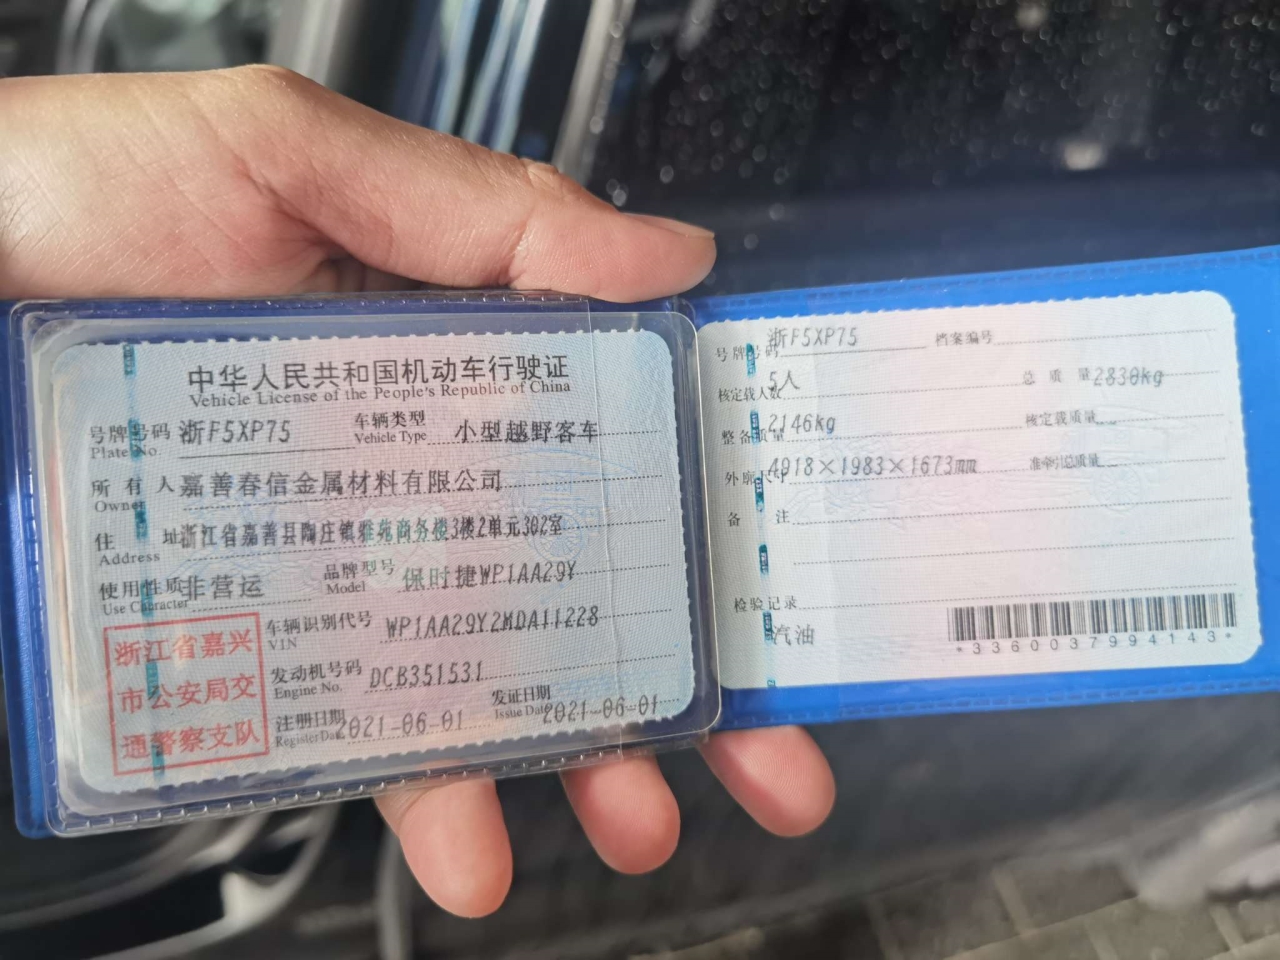 中华人民共和国机动车行驶证
Vehicle License of the People's Republic of China
号牌号码 浙F5XP75 车辆类型 小型越野客车
Plate No Vehicle Type
所有人 嘉善春信金属材料有限公司
Owner
住址 浙江省嘉善县陶庄镇雅苑商务楼3楼2单元302室
Address
使用性质 非营运 品牌型号 保时捷WP1AA29Y
Use Character Model
浙江省嘉兴
市公安局交
通警察支队
车辆识别代号 WP1AA29Y2MDA11228
VIN
发动机号码 DCB351531
Engine No.
注册日期 2021-06-01 发证日期 2021-06-01
Register Date Issue Date
号牌号码 浙F5XP75 档案编号
核定载人数 5人 总质量 2830kg
整备质量 2146kg 核定载质量
外廓尺寸 4918×1983×1673mm 准牵引总质量
备注
检验记录
汽油
*3360037994143*